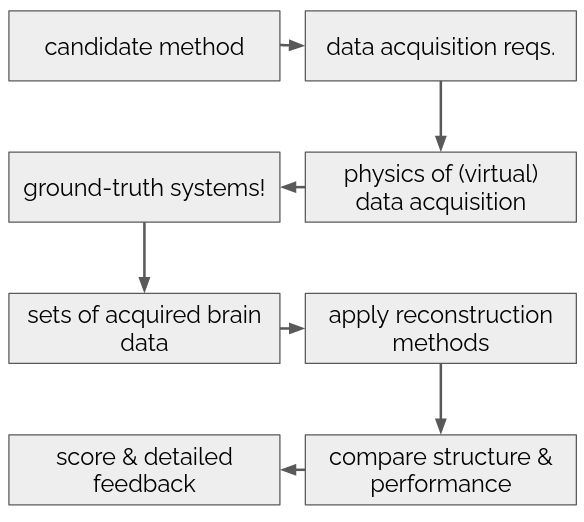 candidate method
data acquisition reqs.
physics of (virtual)
data acquisition
ground-truth systems!
sets of acquired brain
data
apply reconstruction
methods
compare structure &
performance
score & detailed
feedback